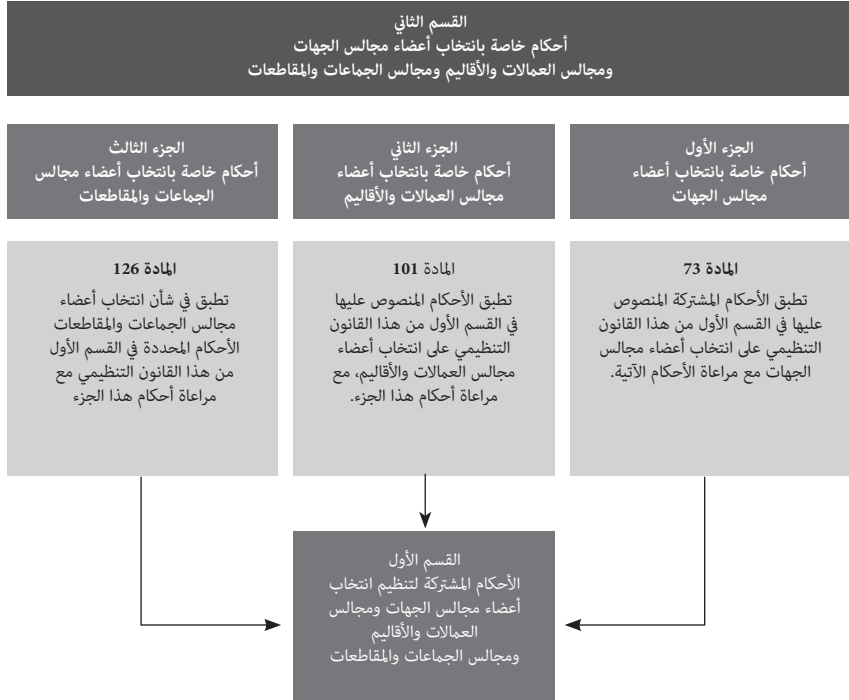 القسم الثاني
أحكام خاصة بانتخاب أعضاء مجالس الجهات
ومجالس العمالات والأقاليم ومجالس الجماعات والمقاطعات
الجزء الأول
أحكام خاصة بانتخاب أعضاء
مجالس الجهات
الجزء الثاني
أحكام خاصة بانتخاب أعضاء
مجالس العمالات والأقاليم
الجزء الثالث
أحكام خاصة بانتخاب أعضاء مجالس
الجماعات والمقاطعات
المادة 73
تطبق الأحكام المشتركة المنصوص
عليها في القسم الأول من هذا القانون
التنظيمي على انتخاب أعضاء مجالس
الجهات مع مراعاة الأحكام الآتية.
المادة 101
تطبق الأحكام المنصوص عليها
في القسم الأول من هذا القانون
التنظيمي على انتخاب أعضاء
مجالس العمالات والأقاليم، مع
مراعاة أحكام هذا الجزء.
المادة 126
تطبق في شأن انتخاب أعضاء
مجالس الجماعات والمقاطعات
الأحكام المحددة في القسم الأول
من هذا القانون التنظيمي مع
مراعاة أحكام هذا الجزء
القسم الأول
الأحكام المشتركة لتنظيم انتخاب
أعضاء مجالس الجهات ومجالس
العمالات والأقاليم
ومجالس الجماعات والمقاطعات